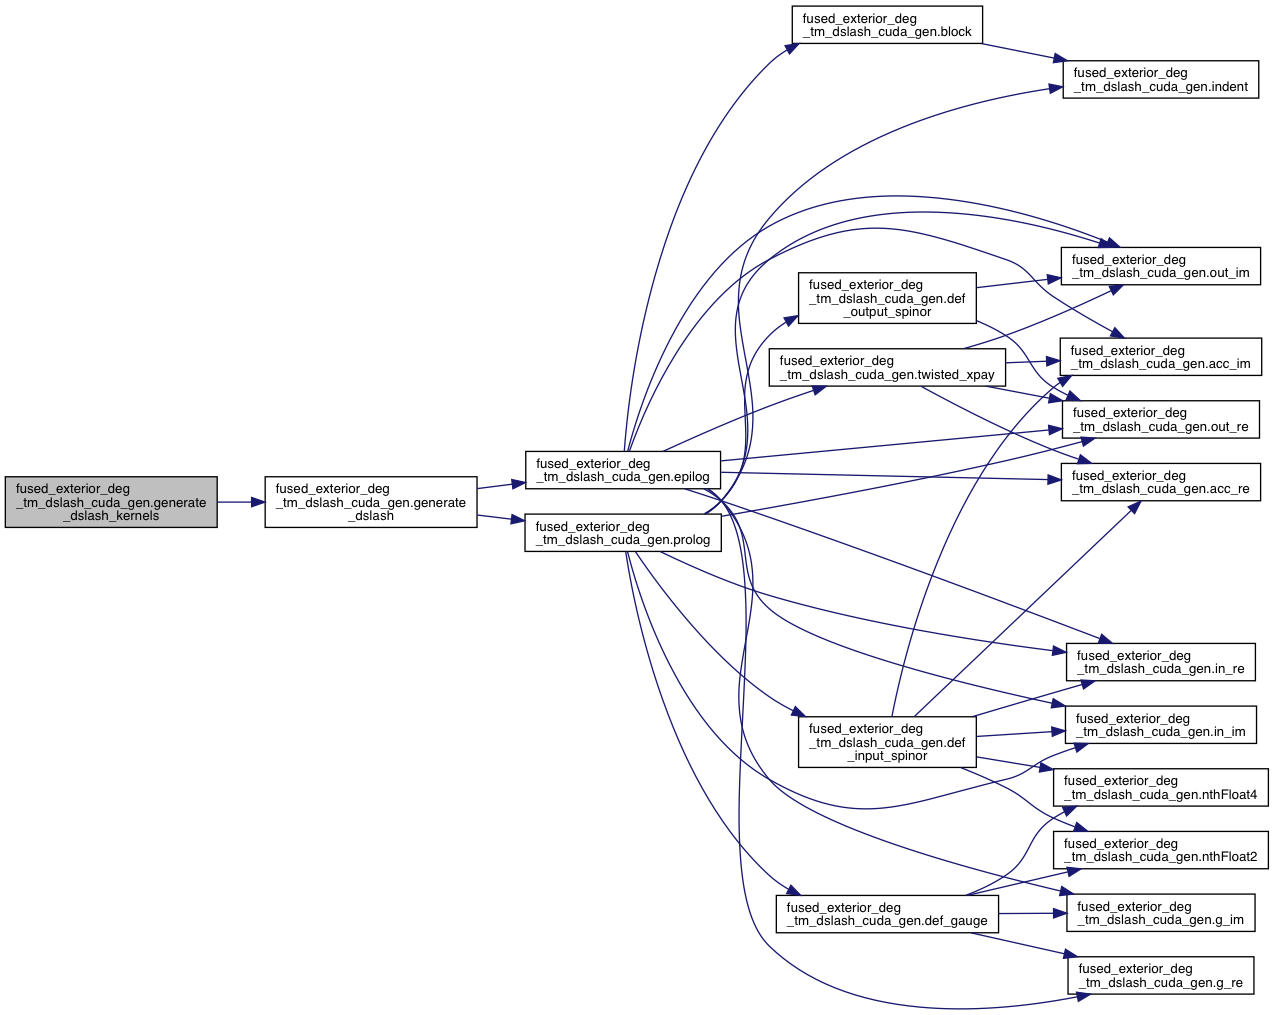 fused_exterior_deg
_tm_dslash_cuda_gen.generate
_dslash_kernels
fused_exterior_deg
_tm_dslash_cuda_gen.generate
_dslash
fused_exterior_deg
_tm_dslash_cuda_gen.epilog
fused_exterior_deg
_tm_dslash_cuda_gen.prolog
fused_exterior_deg
_tm_dslash_cuda_gen.block
fused_exterior_deg
_tm_dslash_cuda_gen.def
_output_spinor
fused_exterior_deg
_tm_dslash_cuda_gen.twisted_xpay
fused_exterior_deg
_tm_dslash_cuda_gen.def
_input_spinor
fused_exterior_deg
_tm_dslash_cuda_gen.def_gauge
fused_exterior_deg
_tm_dslash_cuda_gen.indent
fused_exterior_deg
_tm_dslash_cuda_gen.out_im
fused_exterior_deg
_tm_dslash_cuda_gen.acc_im
fused_exterior_deg
_tm_dslash_cuda_gen.out_re
fused_exterior_deg
_tm_dslash_cuda_gen.acc_re
fused_exterior_deg
_tm_dslash_cuda_gen.in_re
fused_exterior_deg
_tm_dslash_cuda_gen.in_im
fused_exterior_deg
_tm_dslash_cuda_gen.nthFloat4
fused_exterior_deg
_tm_dslash_cuda_gen.nthFloat2
fused_exterior_deg
_tm_dslash_cuda_gen.g_im
fused_exterior_deg
_tm_dslash_cuda_gen.g_re